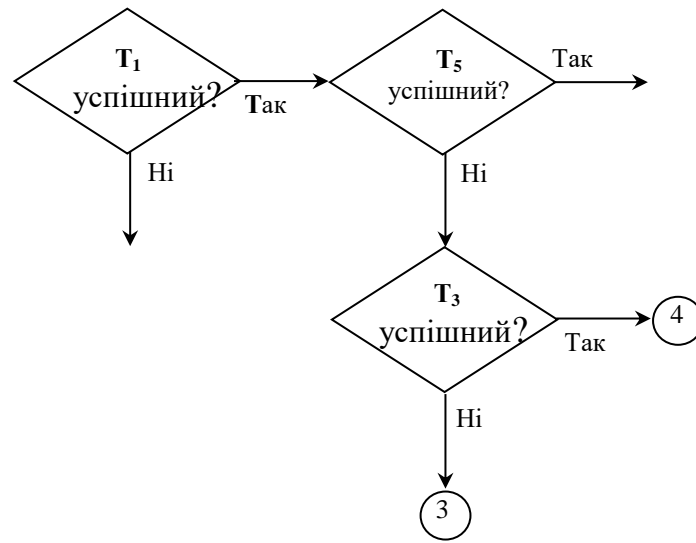 T1
успішний?
Так
T5
успішний?
Так
Ні
Ні
T3
успішний?
Так
4
Ні
3